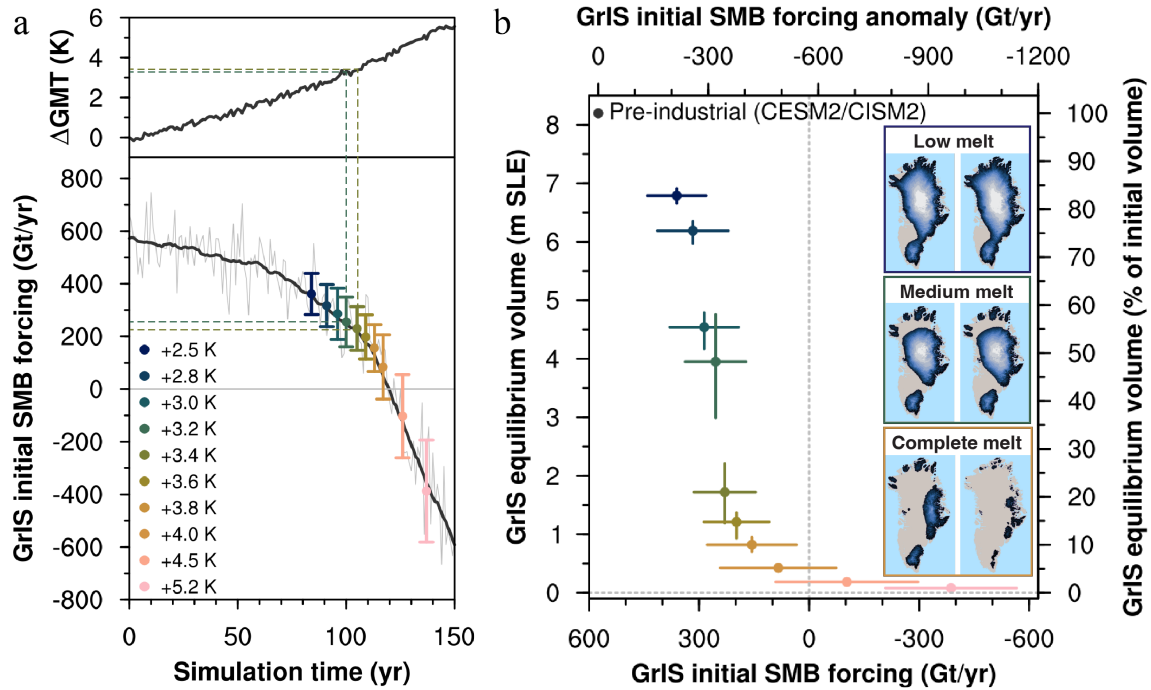 a
ΔGMT (K)
6
4
2
0
GrIS initial SMB forcing (Gt/yr)
800
600
400
200
0
-200
-400
-600
-800
+2.5 K
+2.8 K
+3.0 K
+3.2 K
+3.4 K
+3.6 K
+3.8 K
+4.0 K
+4.5 K
+5.2 K
0 50 100 150
Simulation time (yr)
b
GrIS initial SMB forcing anomaly (Gt/yr)
0 -300 -600 -900 -1200
Pre-industrial (CESM2/CISM2)
GrIS equilibrium volume (m SLE)
8
7
6
5
4
3
2
1
0
Low melt
Medium melt
Complete melt
100
90
80
70
60
50
40
30
20
10
0
GrIS equilibrium volume (% of initial volume)
600 300 0 -300 -600
GrIS initial SMB forcing (Gt/yr)